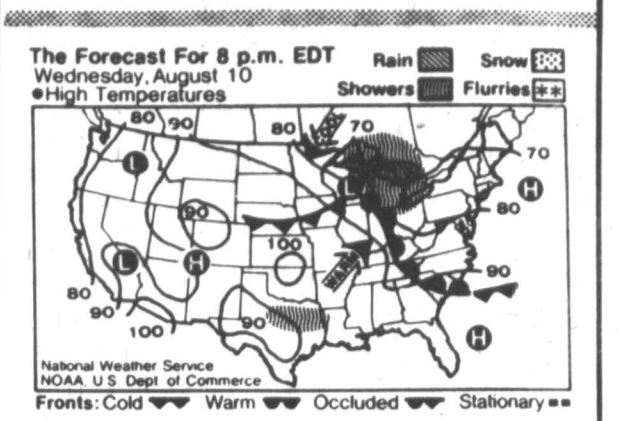 The Forecast For 8 p.m. EDT
Wednesday, August 10
●High Temperatures
Rain Snow
Showers Flurries **
80 90 80 70
70
L L H
80
90
100
H
L H
WARM
80
90
100
90
90
H
National Weather Service
NOAA, U S Dept of Commerce
Fronts: Cold Warm Occluded Stationary